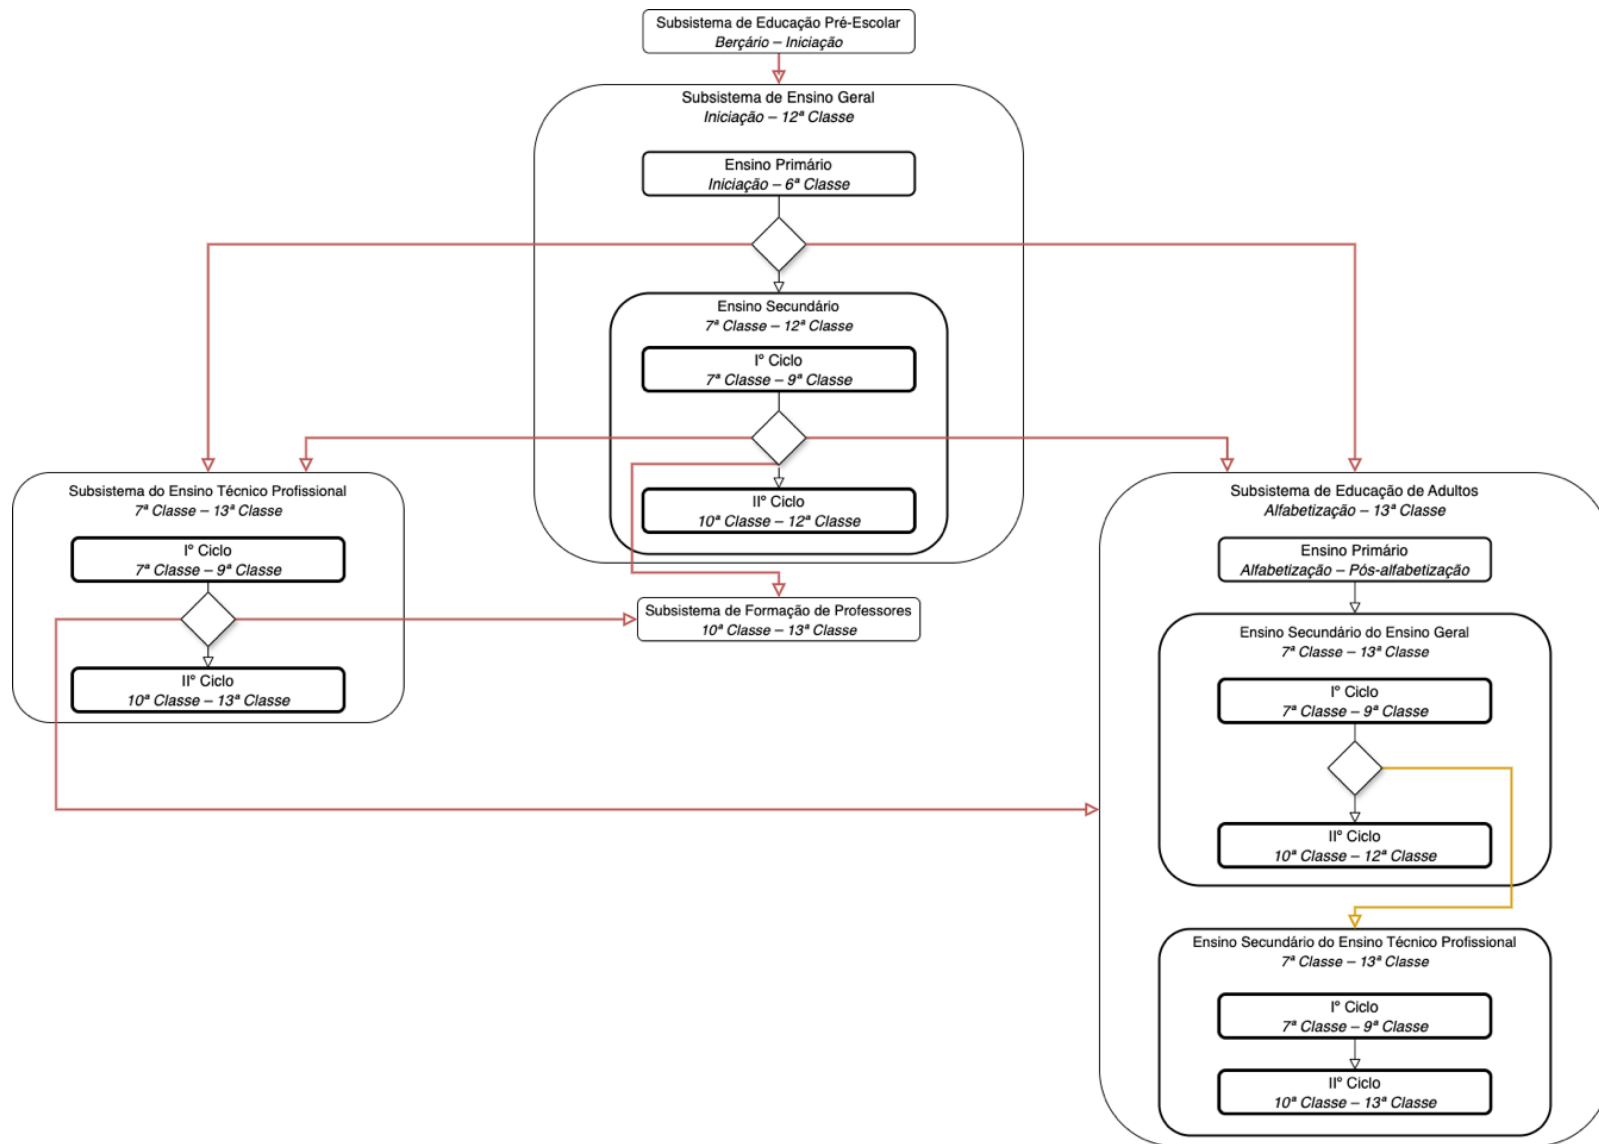 Subsistema de Educação Pré-Escolar
Berçário – Iniciação
Subsistema de Ensino Geral
Iniciação – 12ª Classe
Ensino Primário
Iniciação – 6ª Classe
Ensino Secundário
7ª Classe – 12ª Classe
Iº Ciclo
7ª Classe – 9ª Classe
IIº Ciclo
10ª Classe – 12ª Classe
Subsistema do Ensino Técnico Profissional
7ª Classe – 13ª Classe
Iº Ciclo
7ª Classe – 9ª Classe
IIº Ciclo
10ª Classe – 13ª Classe
Subsistema de Formação de Professores
10ª Classe – 13ª Classe
Subsistema de Educação de Adultos
Alfabetização – 13ª Classe
Ensino Primário
Alfabetização – Pós-alfabetização
Ensino Secundário do Ensino Geral
7ª Classe – 13ª Classe
Iº Ciclo
7ª Classe – 9ª Classe
IIº Ciclo
10ª Classe – 12ª Classe
Ensino Secundário do Ensino Técnico Profissional
7ª Classe – 13ª Classe
Iº Ciclo
7ª Classe – 9ª Classe
IIº Ciclo
10ª Classe – 13ª Classe